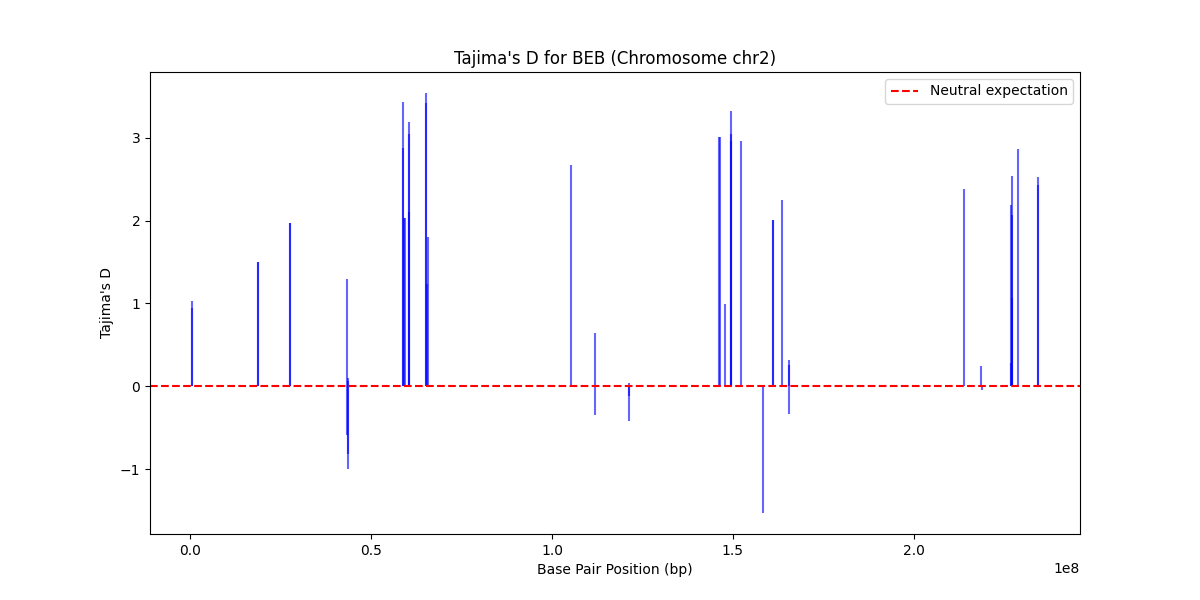 Tajima's D for BEB (Chromosome chr2)
Neutral expectation
Tajima's D
3
2
1
0
−1
0.0
0.5
1.0
1.5
2.0
1e8
Base Pair Position (bp)